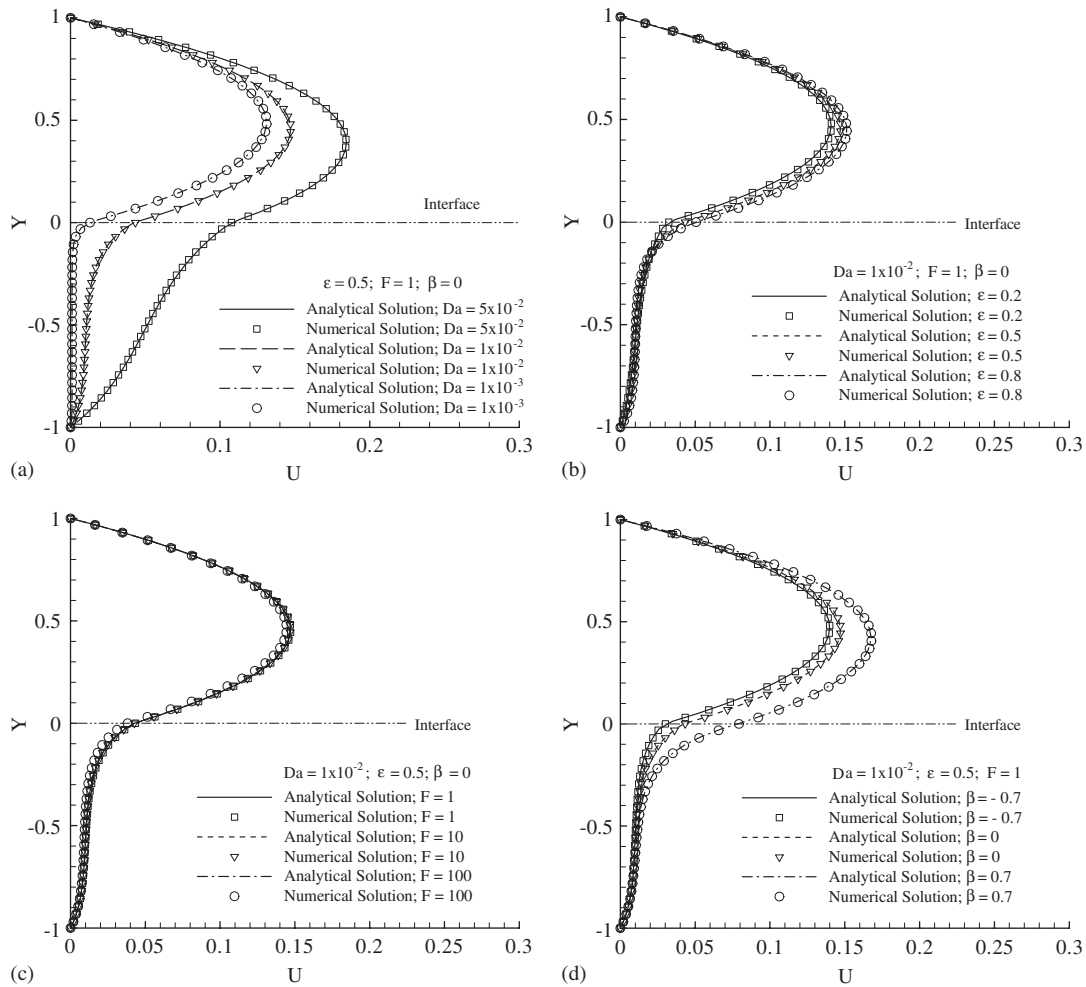 1
0.5
Y
0
-0.5
-1
0
0.1
0.2
0.3
U
(a)
Interface
ε = 0.5; F = 1; β = 0
Analytical Solution; Da = 5x10⁻²
Numerical Solution; Da = 5x10⁻²
Analytical Solution; Da = 1x10⁻²
Numerical Solution; Da = 1x10⁻²
Analytical Solution; Da = 1x10⁻³
Numerical Solution; Da = 1x10⁻³
1
0.5
Y
0
-0.5
-1
0
0.05
0.1
0.15
0.2
0.25
0.3
U
(b)
Interface
Da = 1x10⁻²; F = 1; β = 0
Analytical Solution; ε = 0.2
Numerical Solution; ε = 0.2
Analytical Solution; ε = 0.5
Numerical Solution; ε = 0.5
Analytical Solution; ε = 0.8
Numerical Solution; ε = 0.8
1
0.5
Y
0
-0.5
-1
0
0.05
0.1
0.15
0.2
0.25
0.3
U
(c)
Interface
Da = 1x10⁻²; ε = 0.5; β = 0
Analytical Solution; F = 1
Numerical Solution; F = 1
Analytical Solution; F = 10
Numerical Solution; F = 10
Analytical Solution; F = 100
Numerical Solution; F = 100
1
0.5
Y
0
-0.5
-1
0
0.05
0.1
0.15
0.2
0.25
0.3
U
(d)
Interface
Da = 1x10⁻²; ε = 0.5; F = 1
Analytical Solution; β = - 0.7
Numerical Solution; β = - 0.7
Analytical Solution; β = 0
Numerical Solution; β = 0
Analytical Solution; β = 0.7
Numerical Solution; β = 0.7